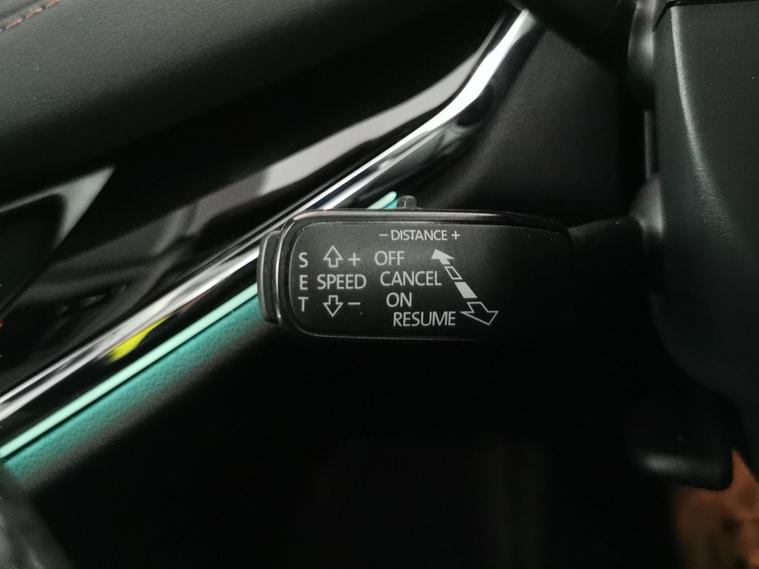 – DISTANCE +
S ⇧ + OFF
E SPEED CANCEL
T ⇩ – ON
RESUME